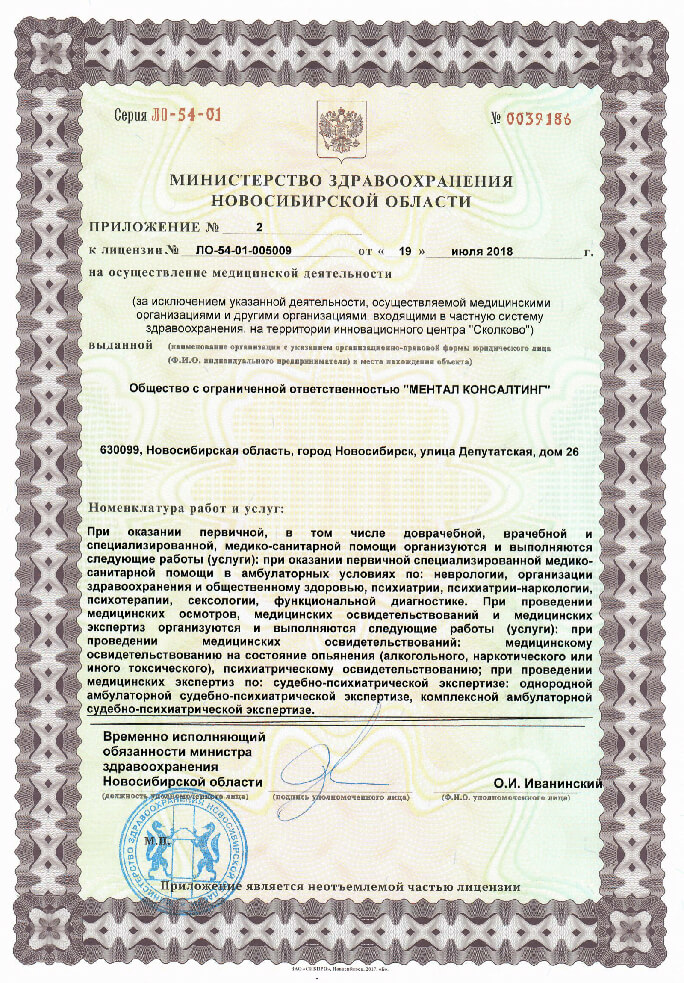 Серия ЛО-54-01
№ 0039186
МИНИСТЕРСТВО ЗДРАВООХРАНЕНИЯ
НОВОСИБИРСКОЙ ОБЛАСТИ
ПРИЛОЖЕНИЕ № 2
к лицензии № ЛО-54-01-005009 от « 19 » июля 2018 г.
на осуществление медицинской деятельности
(за исключением указанной деятельности, осуществляемой медицинскими
организациями и другими организациями, входящими в частную систему
здравоохранения, на территории инновационного центра "Сколково")
выданной (наименование организации с указанием организационно-правовой формы юридического лица
(Ф.И.О. индивидуального предпринимателя) и места нахождения объекта)
Общество с ограниченной ответственностью "МЕНТАЛ КОНСАЛТИНГ"
630099, Новосибирская область, город Новосибирск, улица Депутатская, дом 26
Номенклатура работ и услуг:
При оказании первичной, в том числе доврачебной, врачебной и
специализированной, медико-санитарной помощи организуются и выполняются
следующие работы (услуги): при оказании первичной специализированной медико-
санитарной помощи в амбулаторных условиях по: неврологии, организации
здравоохранения и общественному здоровью, психиатрии, психиатрии-наркологии,
психотерапии, сексологии, функциональной диагностике. При проведении
медицинских осмотров, медицинских освидетельствований и медицинских
экспертиз организуются и выполняются следующие работы (услуги): при
проведении медицинских освидетельствований: медицинскому
освидетельствованию на состояние опьянения (алкогольного, наркотического или
иного токсического), психиатрическому освидетельствованию; при проведении
медицинских экспертиз по: судебно-психиатрической экспертизе: однородной
амбулаторной судебно-психиатрической экспертизе, комплексной амбулаторной
судебно-психиатрической экспертизе.
Временно исполняющий
обязанности министра
здравоохранения
Новосибирской области
О.И. Иванинский
(должность уполномоченного лица) (подпись уполномоченного лица) (Ф.И.О. уполномоченного лица)
МИНИСТЕРСТВО ЗДРАВООХРАНЕНИЯ НОВОСИБИРСКОЙ ОБЛАСТИ
М.П.
Приложение является неотъемлемой частью лицензии
Новосибирск, 2017, «Б».